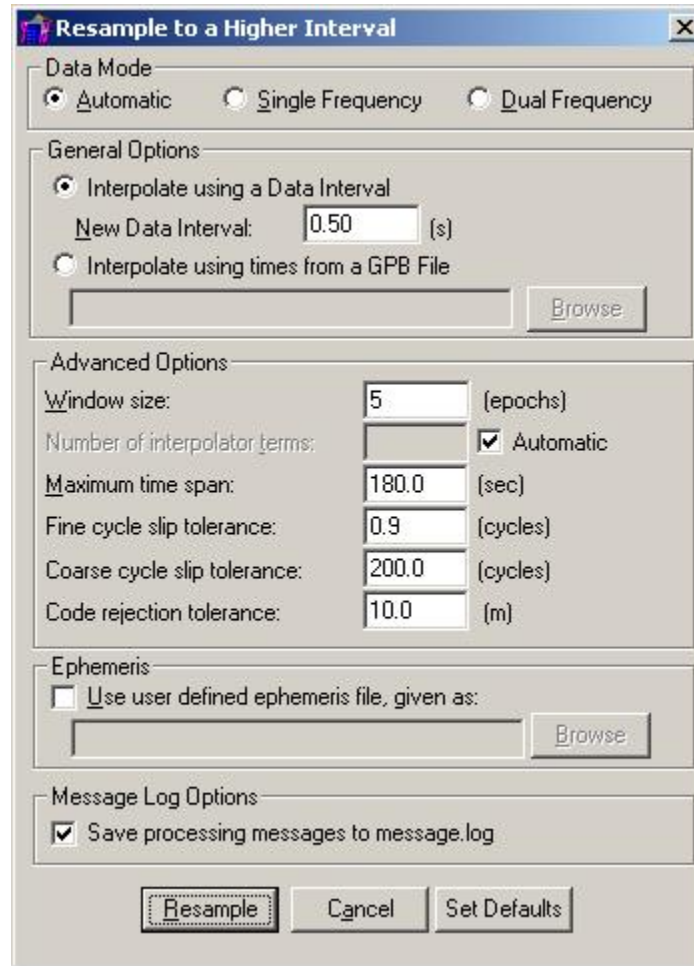 Resample to a Higher Interval
Data Mode
Automatic Single Frequency Dual Frequency
General Options
Interpolate using a Data Interval
New Data Interval: 0.50 (s)
Interpolate using times from a GPB File
Browse
Advanced Options
Window size: 5 (epochs)
Number of interpolator terms: Automatic
Maximum time span: 180.0 (sec)
Fine cycle slip tolerance: 0.9 (cycles)
Coarse cycle slip tolerance: 200.0 (cycles)
Code rejection tolerance: 10.0 (m)
Ephemeris
Use user defined ephemeris file, given as:
Browse
Message Log Options
Save processing messages to message.log
Resample Cancel Set Defaults